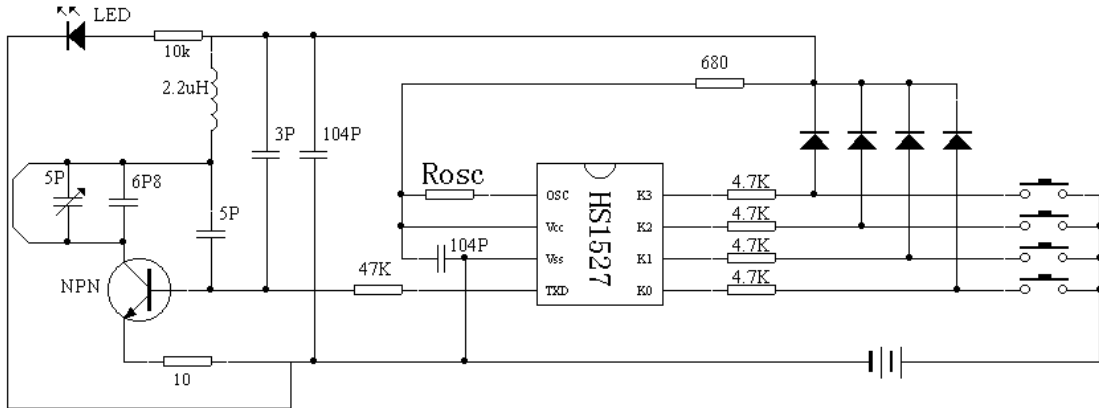 LED
10k
680
2.2uH
3P
104P
5P
6P8
5P
Rosc
OSC
Vcc
Vss
TXD
HS1527
K3
K2
K1
K0
4.7K
4.7K
4.7K
4.7K
104P
47K
NPN
10